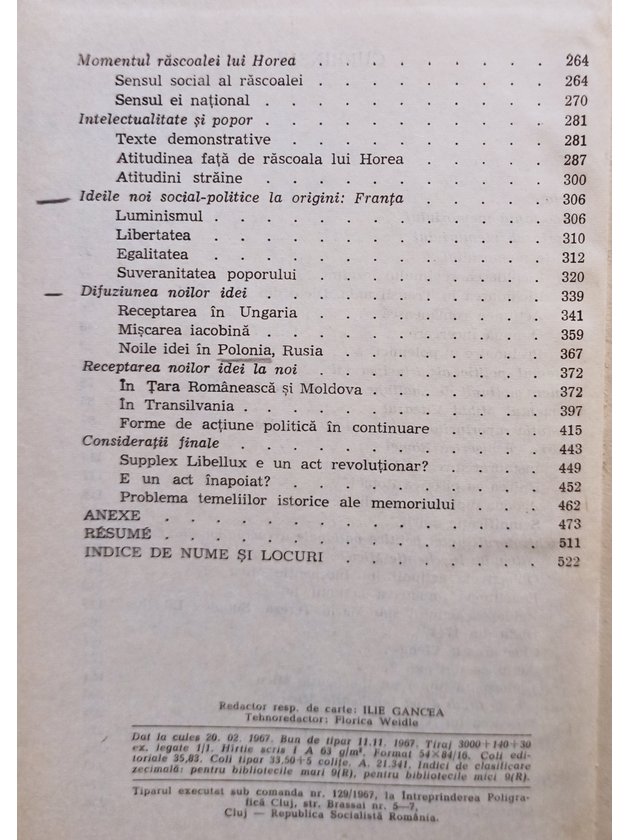 Momentul răscoalei lui Horea . . . . . . . . 264
Sensul social al răscoalei . . . . . . . . 264
Sensul ei național . . . . . . . . . . 270
Intelectualitate și popor . . . . . . . . . . 281
Texte demonstrative . . . . . . . . . 281
Atitudinea față de răscoala lui Horea . . . . . 287
Atitudini străine . . . . . . . . . . 300
Ideile noi social-politice la origini: Franța . . . . . 306
Luminismul . . . . . . . . . . . 306
Libertatea . . . . . . . . . . . 310
Egalitatea . . . . . . . . . . . 312
Suveranitatea poporului . . . . . . . . 320
Difuziunea noilor idei . . . . . . . . . . 339
Receptarea în Ungaria . . . . . . . . 341
Mișcarea iacobină . . . . . . . . . 359
Noile idei în Polonia, Rusia . . . . . . . 367
Receptarea noilor idei la noi . . . . . . . . 372
În Țara Românească și Moldova . . . . . . 372
În Transilvania . . . . . . . . . . 397
Forme de acțiune politică în continuare . . . . 415
Considerații finale . . . . . . . . . . 443
Supplex Libellux e un act revoluționar? . . . . 449
E un act înapoiat? . . . . . . . . . 452
Problema temeliilor istorice ale memoriului . . . 462
ANEXE . . . . . . . . . . . . . 473
RÉSUMÉ . . . . . . . . . . . . . 511
INDICE DE NUME ȘI LOCURI . . . . . . . 522
Redactor resp. de carte: ILIE GANCEA
Tehnoredactor: Florica Weidle
Dat la cules 20. 02. 1967. Bun de tipar 11.11. 1967. Tiraj 3000+140+30
ex. legate 1/1. Hîrtie scris I A 63 g/m². Format 54×84/16. Coli edi-
toriale 35,83. Coli tipar 33,50+5 colițe. A. 21.341. Indici de clasificare
zecimală: pentru bibliotecile mari 9(R), pentru bibliotecile mici 9(R).
Tiparul executat sub comanda nr. 129/1967, la Întreprinderea Poligra-
fică Cluj, str. Brassai nr. 5–7,
Cluj — Republica Socialistă România.